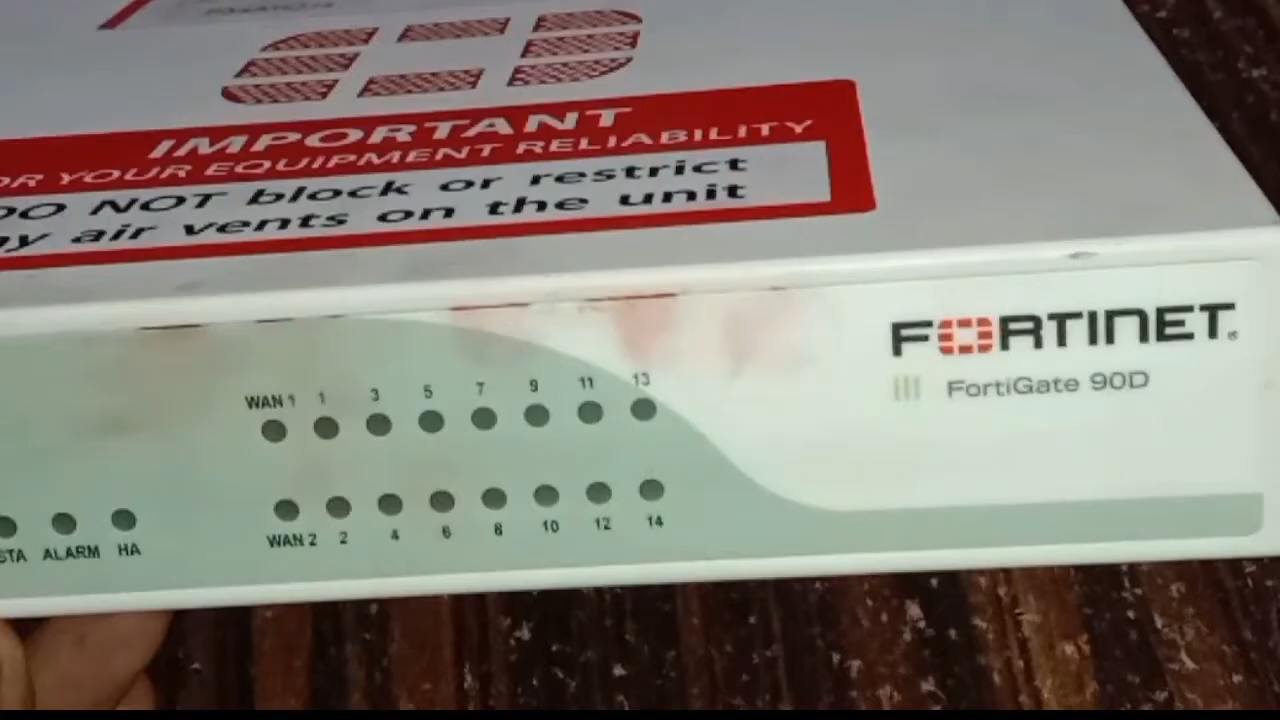 IMPORTANT
OR YOUR EQUIPMENT RELIABILITY
DO NOT block or restrict
ny air vents on the unit
FORTINET
FortiGate 90D
WAN 1 1 3 5 7 9 11 13
WAN 2 2 4 6 8 10 12 14
STA ALARM HA